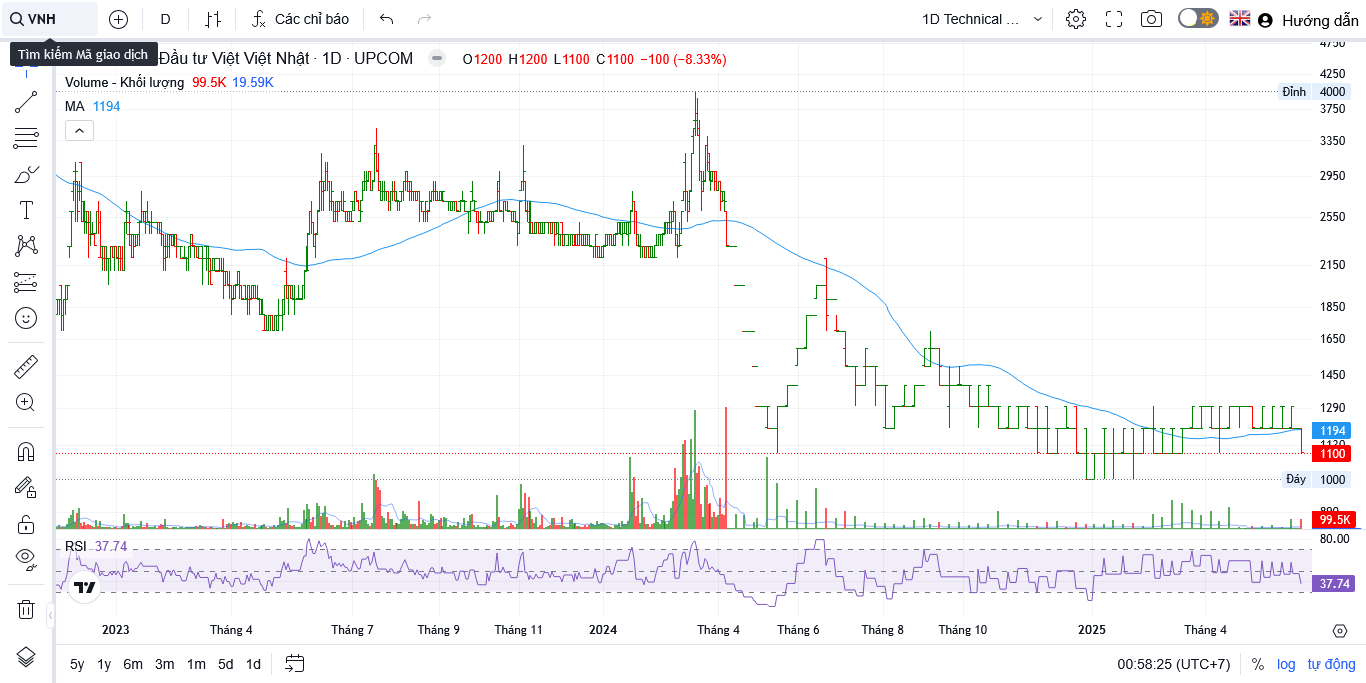 VNH
D
Các chỉ báo
1D Technical ...
Hướng dẫn
Tìm kiếm Mã giao dịch
Đầu tư Việt Việt Nhật · 1D · UPCOM
O1200 H1200 L1100 C1100 −100 (−8.33%)
Volume - Khối lượng 99.5K 19.59K
MA 1194
4750
4250
Đỉnh 4000
3750
3350
2950
2550
2150
1850
1650
1450
1290
1194
1120
1100
Đáy 1000
890
99.5K
RSI 37.74
80.00
37.74
2023
Tháng 4
Tháng 7
Tháng 9
Tháng 11
2024
Tháng 4
Tháng 6
Tháng 8
Tháng 10
2025
Tháng 4
5y 1y 6m 3m 1m 5d 1d
00:58:25 (UTC+7)
% log tự động